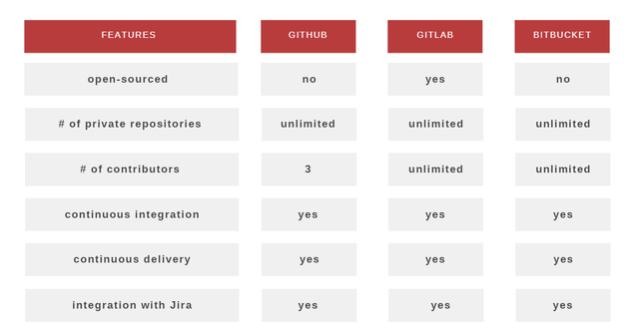 FEATURES GITHUB GITLAB BITBUCKET
open-sourced no yes no
# of private repositories unlimited unlimited unlimited
# of contributors 3 unlimited unlimited
continuous integration yes yes yes
continuous delivery yes yes yes
integration with Jira yes yes yes